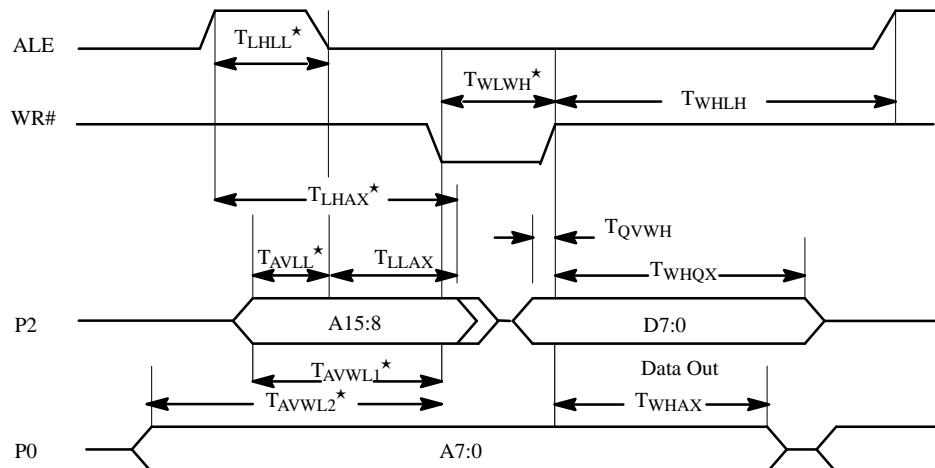 ALE
T_LHLL★
T_WLWH★
WR#
T_WHLH
T_LHAX★
T_QVWH
T_AVLL★
T_LLAX
T_WHQX
P2
A15:8
D7:0
T_AVWL1★
Data Out
T_AVWL2★
T_WHAX
P0
A7:0